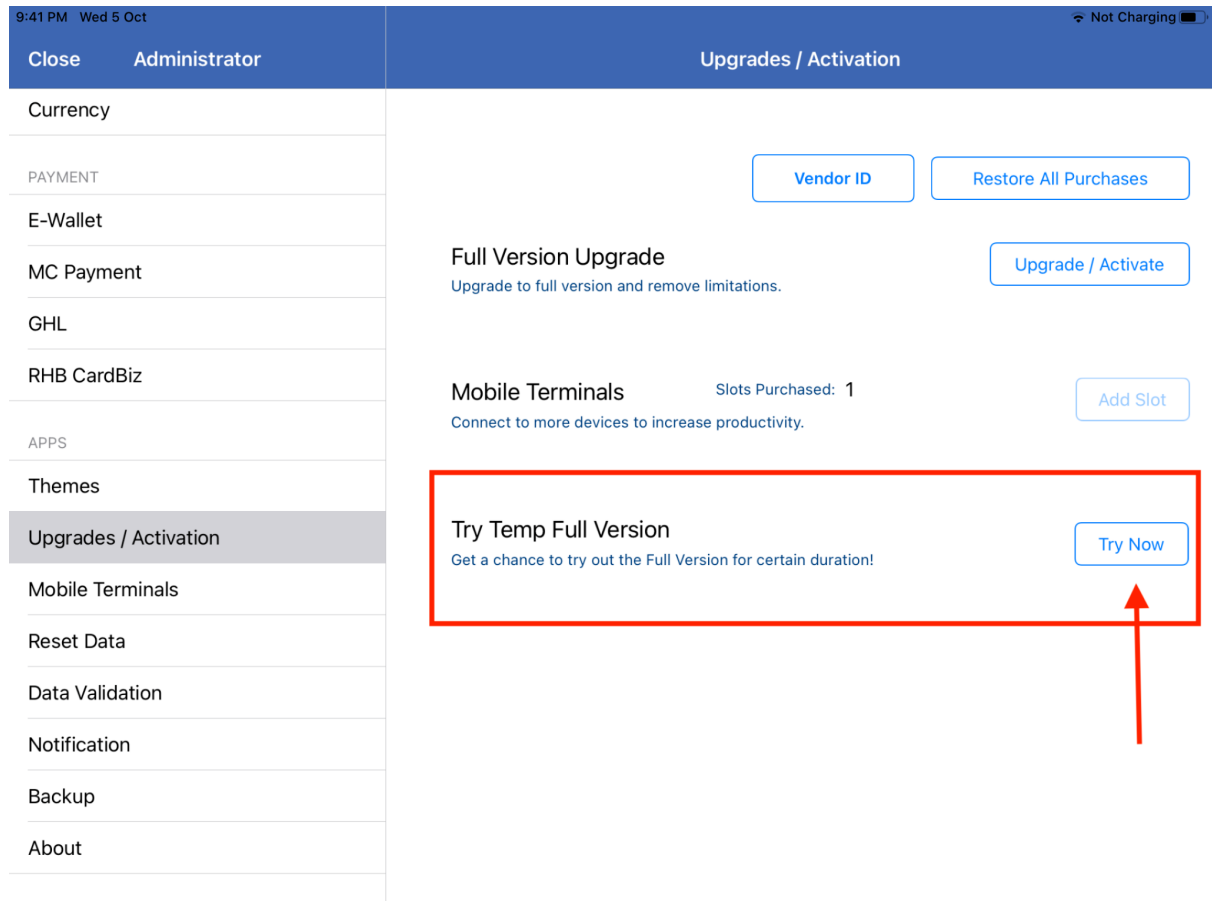 9:41 PM Wed 5 Oct
Not Charging
Close Administrator
Upgrades / Activation
Currency
PAYMENT
E-Wallet
MC Payment
GHL
RHB CardBiz
APPS
Themes
Upgrades / Activation
Mobile Terminals
Reset Data
Data Validation
Notification
Backup
About
Vendor ID
Restore All Purchases
Full Version Upgrade
Upgrade to full version and remove limitations.
Upgrade / Activate
Mobile Terminals
Slots Purchased: 1
Connect to more devices to increase productivity.
Add Slot
Try Temp Full Version
Get a chance to try out the Full Version for certain duration!
Try Now